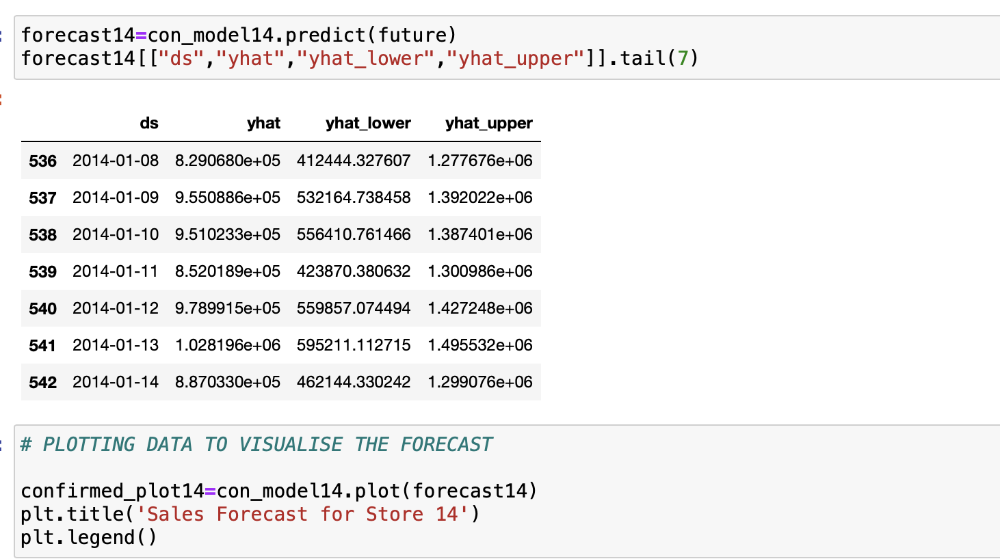 forecast14=con_model14.predict(future)
forecast14[["ds","yhat","yhat_lower","yhat_upper"]].tail(7)
ds yhat yhat_lower yhat_upper
536 2014-01-08 8.290680e+05 412444.327607 1.277676e+06
537 2014-01-09 9.550886e+05 532164.738458 1.392022e+06
538 2014-01-10 9.510233e+05 556410.761466 1.387401e+06
539 2014-01-11 8.520189e+05 423870.380632 1.300986e+06
540 2014-01-12 9.789915e+05 559857.074494 1.427248e+06
541 2014-01-13 1.028196e+06 595211.112715 1.495532e+06
542 2014-01-14 8.870330e+05 462144.330242 1.299076e+06
# PLOTTING DATA TO VISUALISE THE FORECAST
confirmed_plot14=con_model14.plot(forecast14)
plt.title('Sales Forecast for Store 14')
plt.legend()